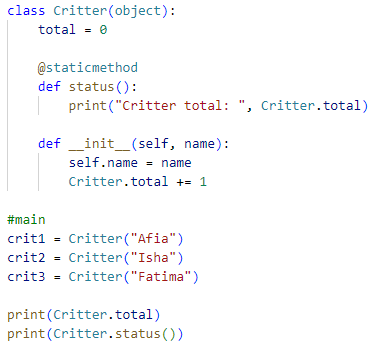 class Critter(object):
    total = 0

    @staticmethod
    def status():
        print("Critter total: ", Critter.total)

    def __init__(self, name):
        self.name = name
        Critter.total += 1

#main
crit1 = Critter("Afia")
crit2 = Critter("Isha")
crit3 = Critter("Fatima")

print(Critter.total)
print(Critter.status())